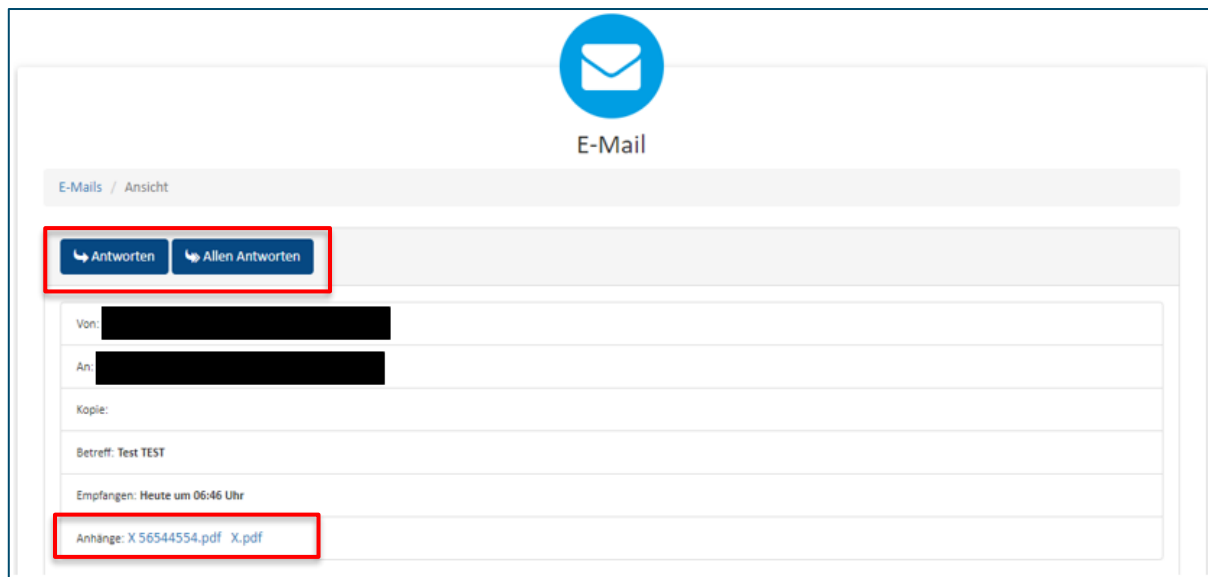 E-Mail
E-Mails / Ansicht
Antworten Allen Antworten
Von:
An:
Kopie:
Betreff: Test TEST
Empfangen: Heute um 06:46 Uhr
Anhänge: X 56544554.pdf X.pdf